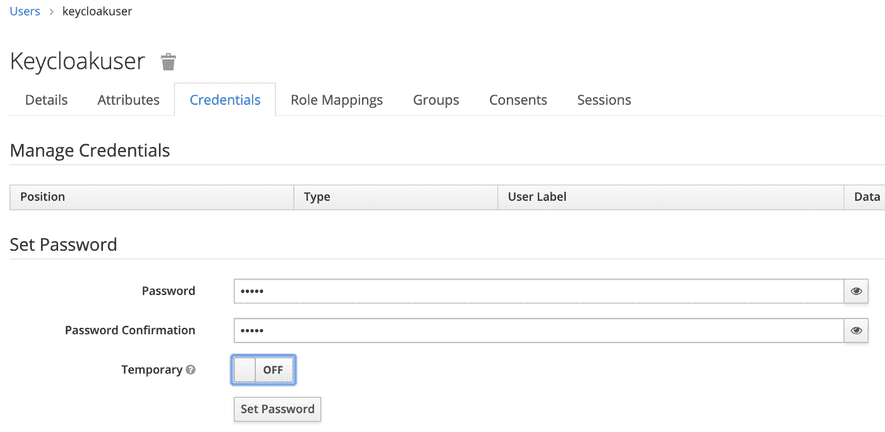 Users > keycloakuser
Keycloakuser
Details Attributes Credentials Role Mappings Groups Consents Sessions
Manage Credentials
Position Type User Label Data
Set Password
Password •••••
Password Confirmation •••••
Temporary OFF
Set Password